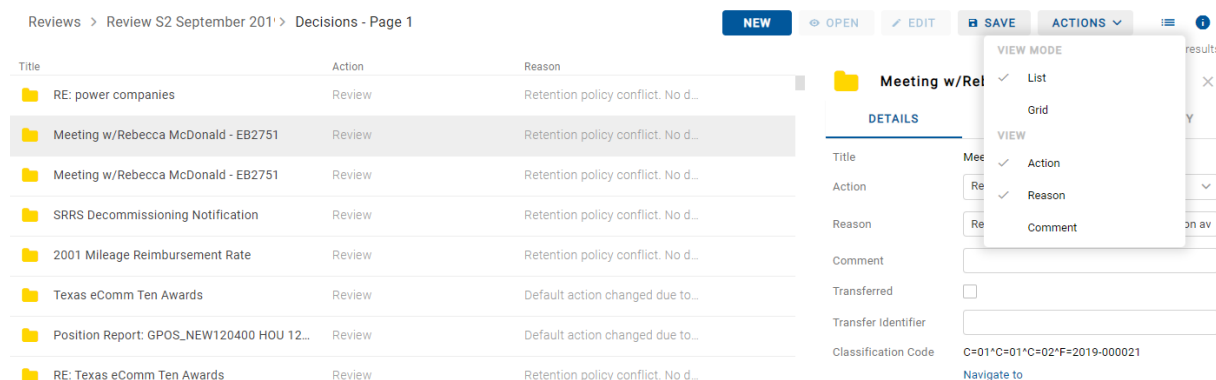 Reviews > Review S2 September 201 > Decisions - Page 1
NEW OPEN EDIT SAVE ACTIONS
results
Title Action Reason
RE: power companies Review Retention policy conflict. No d...
Meeting w/Rebecca McDonald - EB2751 Review Retention policy conflict. No d...
Meeting w/Rebecca McDonald - EB2751 Review Retention policy conflict. No d...
SRRS Decommissioning Notification Review Retention policy conflict. No d...
2001 Mileage Reimbursement Rate Review Retention policy conflict. No d...
Texas eComm Ten Awards Review Default action changed due to...
Position Report: GPOS_NEW120400 HOU 12... Review Default action changed due to...
RE: Texas eComm Ten Awards Review Retention policy conflict. No d...
VIEW MODE
List
Grid
VIEW
Action
Reason
Comment
Meeting w/Reb
DETAILS Y
Title Mee
Action Re
Reason Re on av
Comment
Transferred
Transfer Identifier
Classification Code C=01^C=01^C=02^F=2019-000021
Navigate to